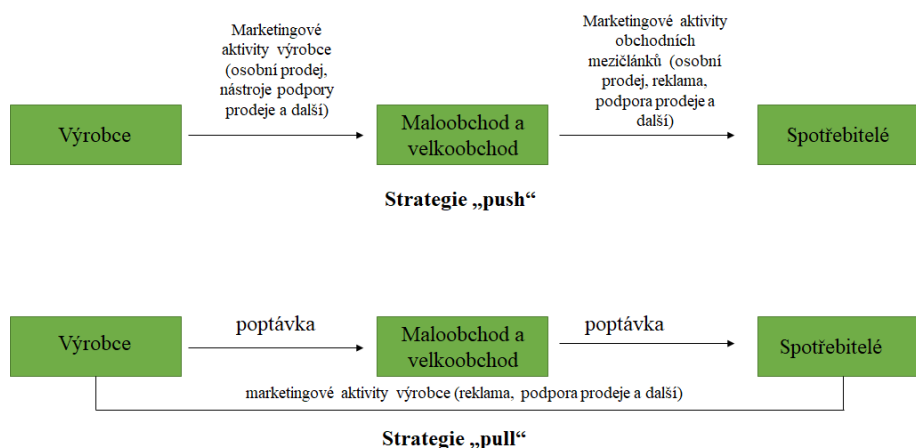 Marketingové
aktivity výrobce
(osobní prodej,
nástroje podpory
prodeje a další)
Marketingové aktivity
obchodních
mezičlánků (osobní
prodej, reklama,
podpora prodeje a
další)
Výrobce
Maloobchod a
velkoobchod
Spotřebitelé
Strategie „push“
Výrobce
poptávka
Maloobchod a
velkoobchod
poptávka
Spotřebitelé
marketingové aktivity výrobce (reklama, podpora prodeje a další)
Strategie „pull“